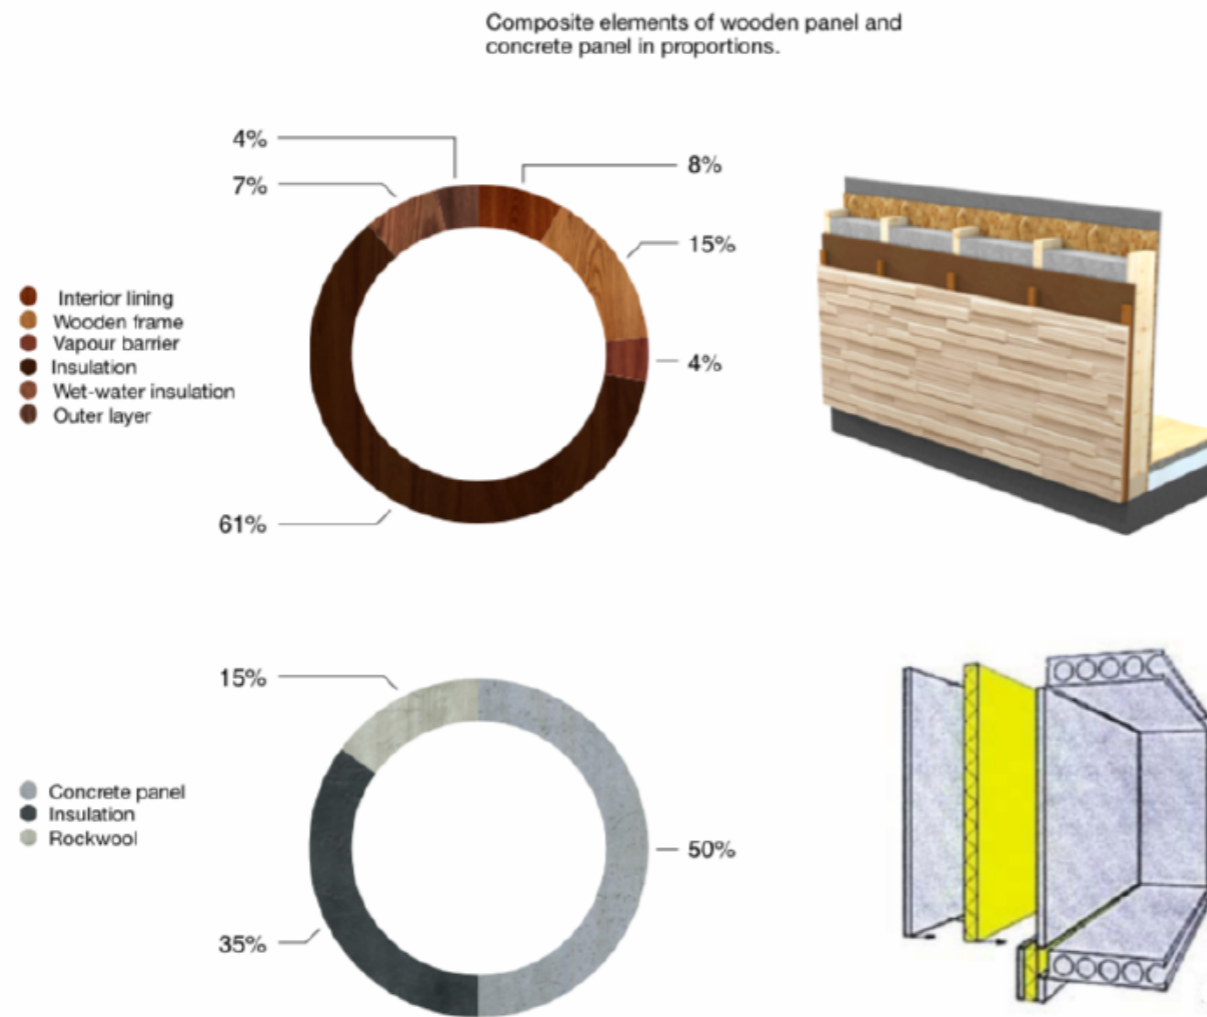 Composite elements of wooden panel and
concrete panel in proportions.
4%
8%
7%
15%
Interior lining
Wooden frame
Vapour barrier
Insulation
Wet-water insulation
Outer layer
4%
61%
15%
Concrete panel
Insulation
Rockwool
50%
35%